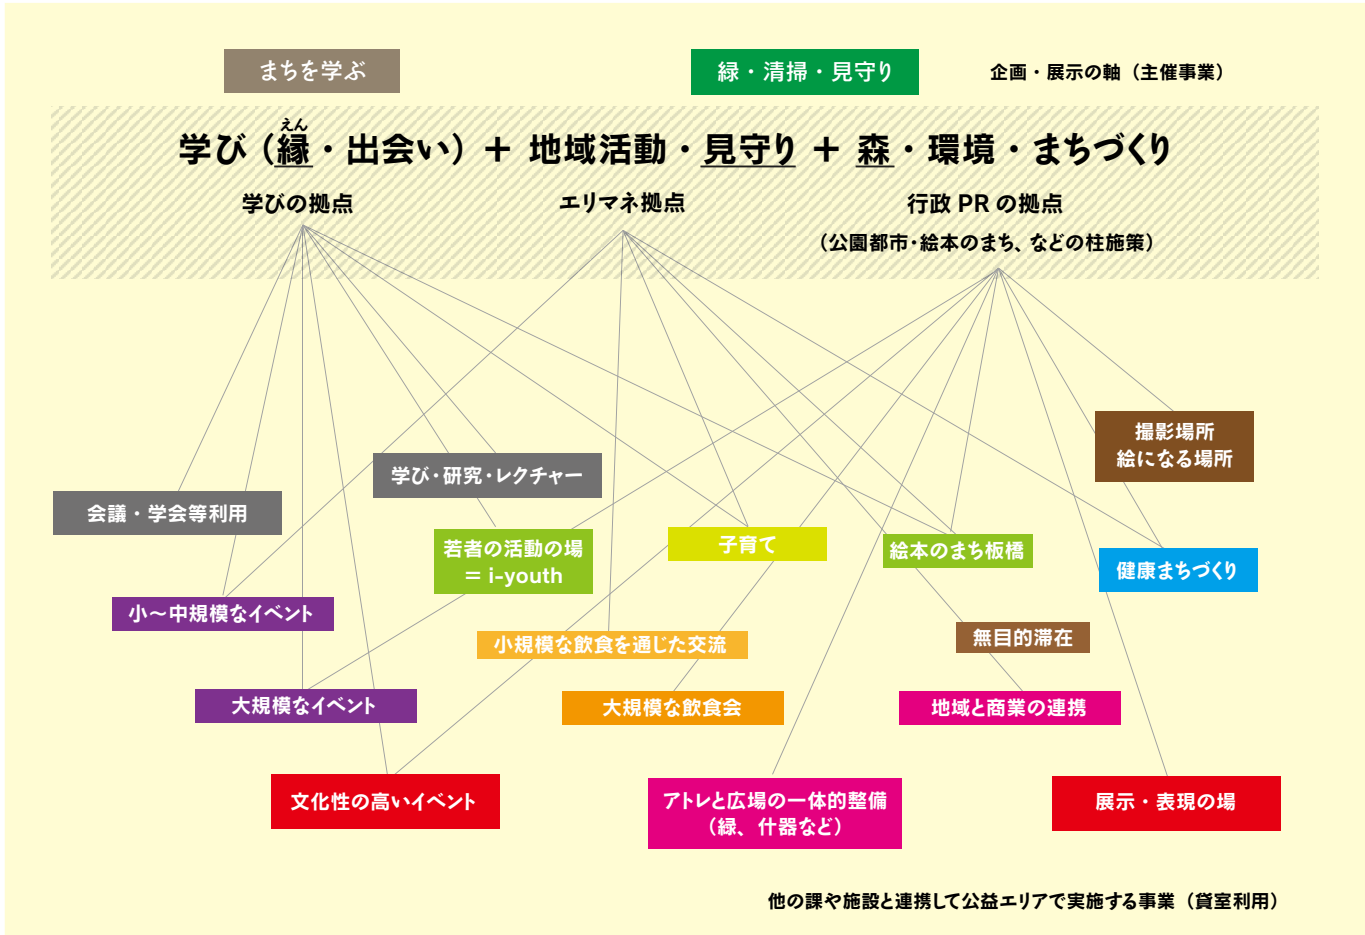 まちを学ぶ
緑・清掃・見守り
企画・展示の軸（主催事業）
えん
学び（縁・出会い）＋ 地域活動・見守り ＋ 森・環境・まちづくり
学びの拠点
エリマネ拠点
行政 PR の拠点
（公園都市・絵本のまち、などの柱施策）
撮影場所
絵になる場所
学び・研究・レクチャー
会議・学会等利用
若者の活動の場
＝ i-youth
子育て
絵本のまち板橋
健康まちづくり
小～中規模なイベント
小規模な飲食を通じた交流
無目的滞在
大規模なイベント
大規模な飲食会
地域と商業の連携
文化性の高いイベント
アトレと広場の一体的整備
（緑、什器など）
展示・表現の場
他の課や施設と連携して公益エリアで実施する事業（貸室利用）